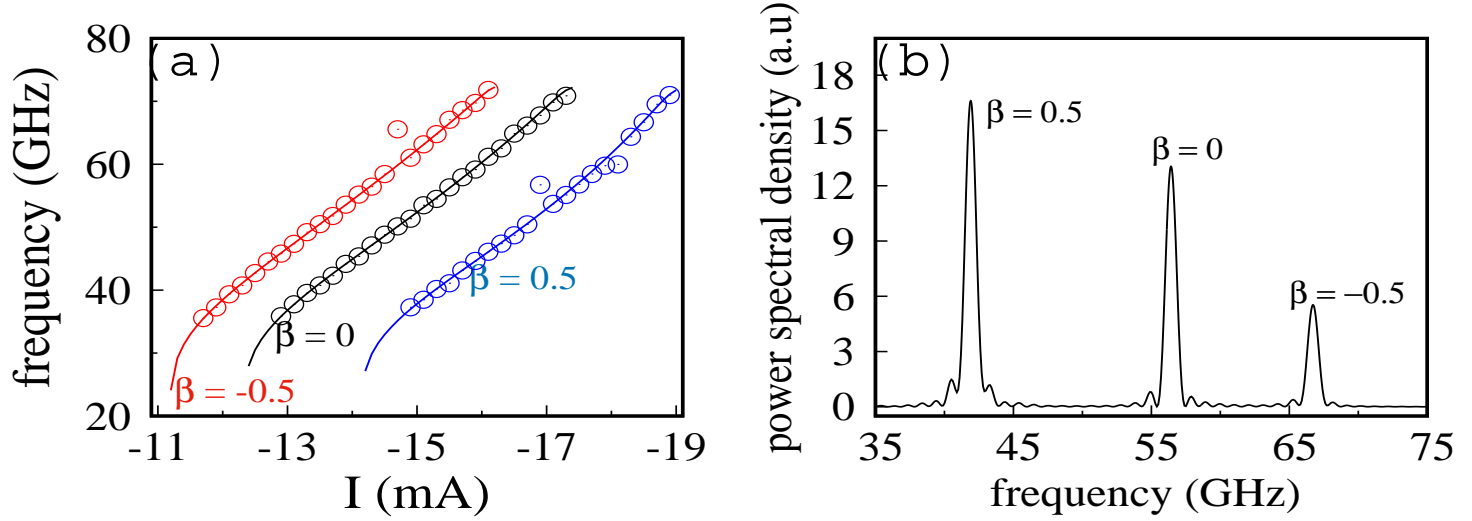 (a)
frequency (GHz)
80
60
40
20
β = 0.5
β = 0
β = -0.5
-11
-13
-15
-17
-19
I (mA)
(b)
power spectral density (a.u)
18
15
12
9
6
3
0
β = 0.5
β = 0
β = −0.5
35
45
55
65
75
frequency (GHz)